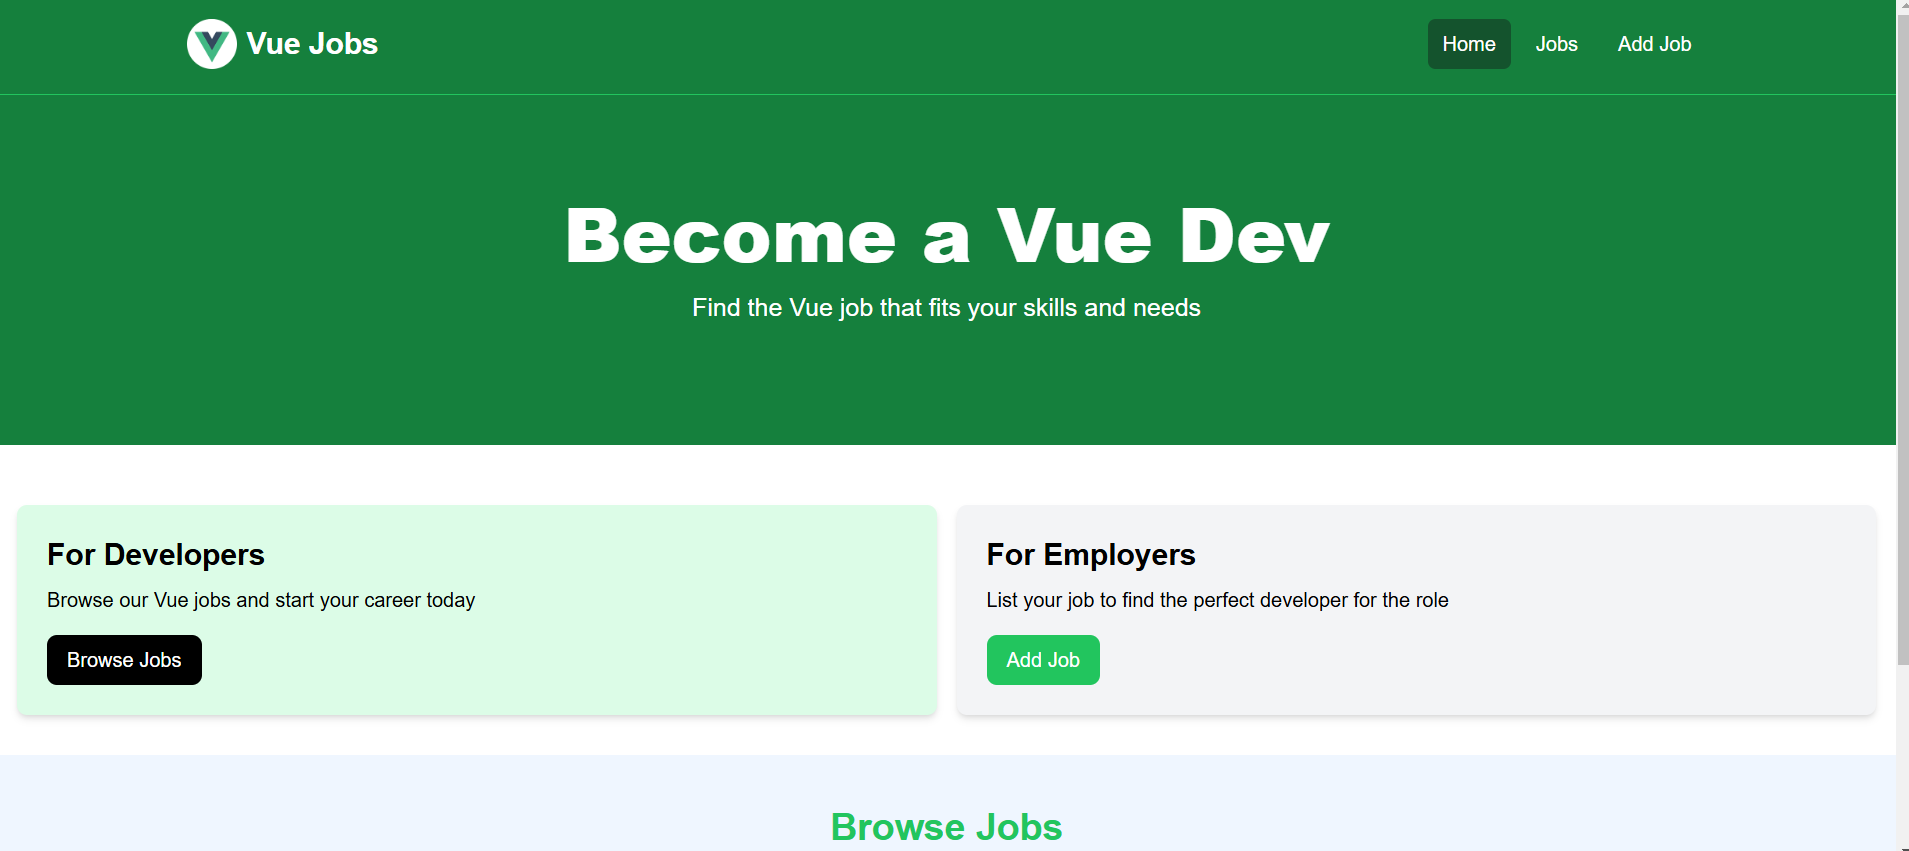 Vue Jobs
Home Jobs Add Job
Become a Vue Dev
Find the Vue job that fits your skills and needs
For Developers
Browse our Vue jobs and start your career today
Browse Jobs
For Employers
List your job to find the perfect developer for the role
Add Job
Browse Jobs